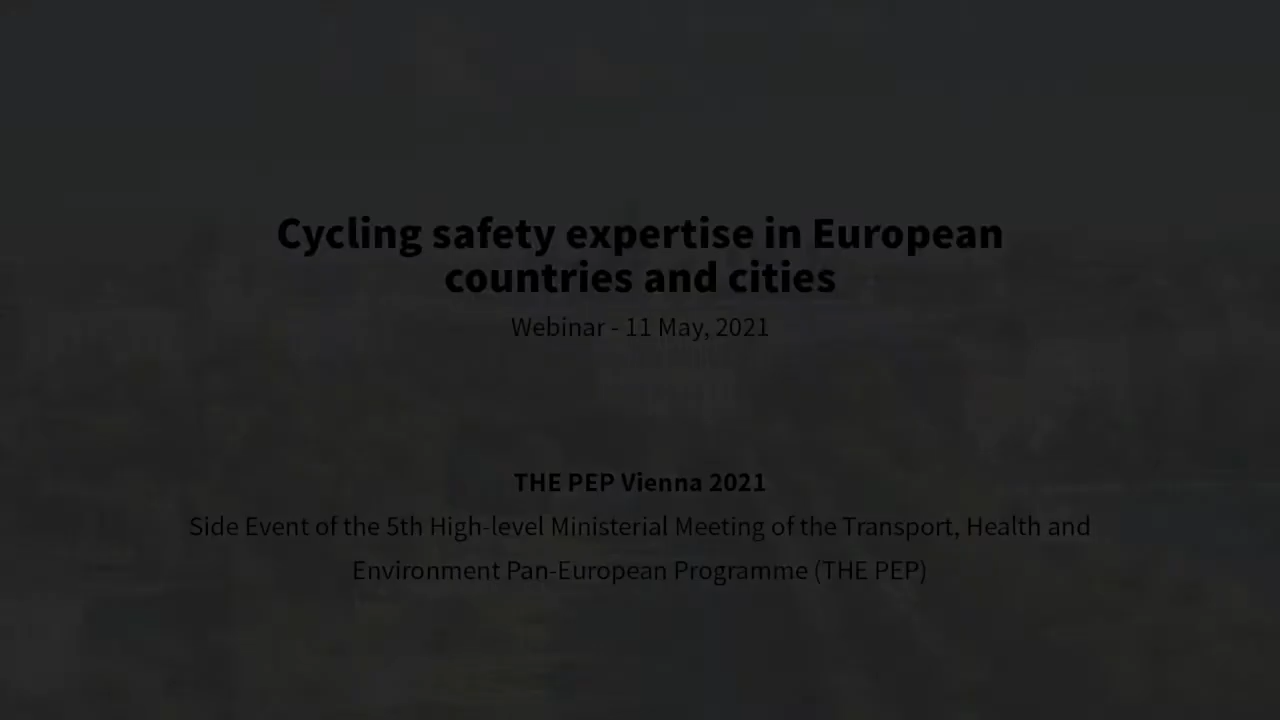 Cycling safety expertise in European
countries and cities
Webinar - 11 May, 2021
THE PEP Vienna 2021
Side Event of the 5th High-level Ministerial Meeting of the Transport, Health and
Environment Pan-European Programme (THE PEP)